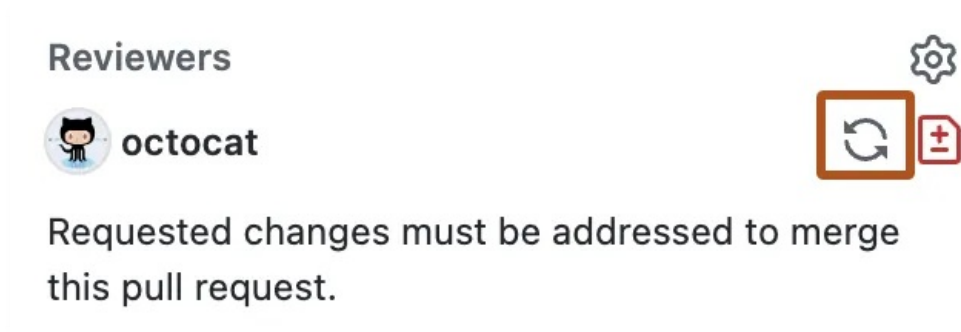 Reviewers
octocat
Requested changes must be addressed to merge
this pull request.